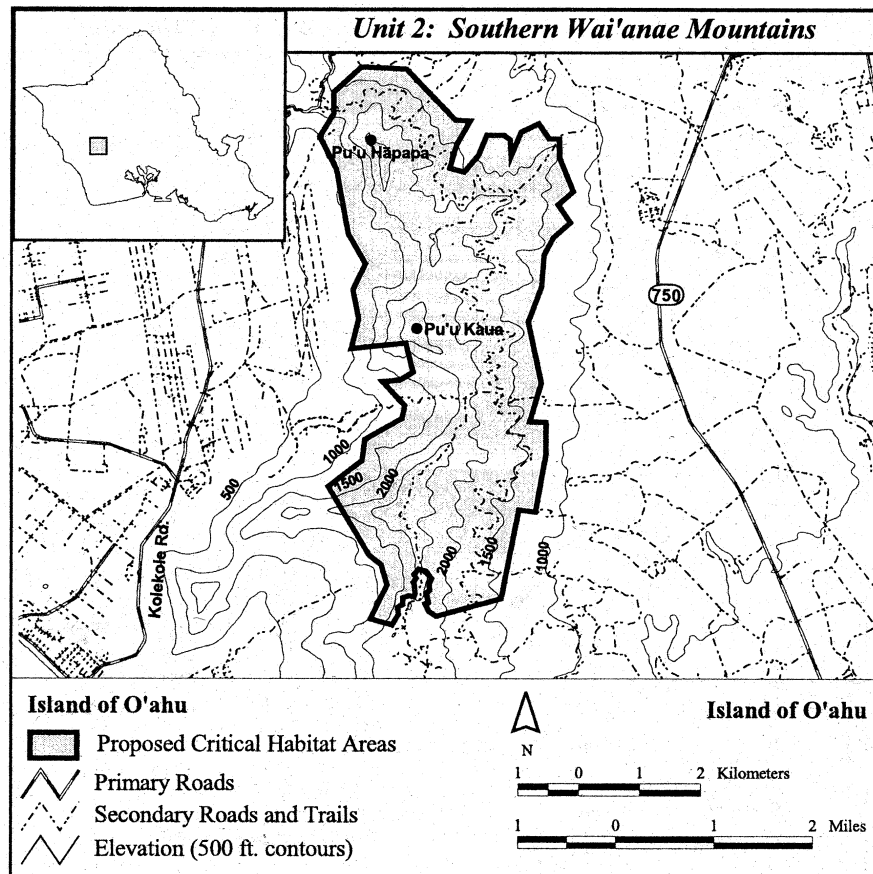 Unit 2: Southern Wai'anae Mountains
Pu'u Hāpapa
Pu'u Kaua
750
500
1000
1500
2000
2000
1500
1000
Kolekole Rd.
Island of O'ahu
Proposed Critical Habitat Areas
Primary Roads
Secondary Roads and Trails
Elevation (500 ft. contours)
N
Island of O'ahu
1 0 1 2 Kilometers
1 0 1 2 Miles